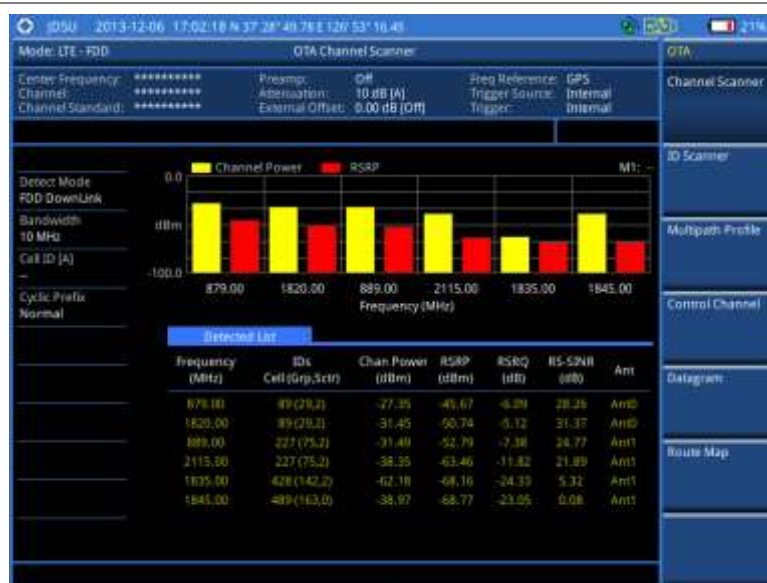 JDSU 2013-12-06 17:02:18 N 37° 28' 49.78 E 126° 53' 16.45 21%
Mode: LTE - FDD OTA Channel Scanner OTA
Center Frequency: ********** Preamp: Off Freq Reference: GPS
Channel: ********** Attenuation: 10 dB [A] Trigger Source: Internal
Channel Standard: ********** External Offset: 0.00 dB [Off] Trigger: Internal
Channel Scanner
ID Scanner
Multipath Profile
Control Channel
Datagram
Route Map
Detect Mode
FDD DownLink
Bandwidth
10 MHz
Cell ID [A]
--
Cyclic Prefix
Normal
Channel Power RSRP M1: --
0.0
dBm
-100.0
879.00 1820.00 889.00 2115.00 1835.00 1845.00
Frequency (MHz)
Detected List
Frequency (MHz) IDs Cell (Grp,Sctr) Chan Power (dBm) RSRP (dBm) RSRQ (dB) RS-SINR (dB) Ant
879.00 89 (29,2) -27.35 -45.67 -6.09 28.26 Ant0
1820.00 89 (29,2) -31.45 -50.74 -5.12 31.37 Ant0
889.00 227 (75,2) -31.49 -52.79 -7.38 24.77 Ant1
2115.00 227 (75,2) -38.35 -63.46 -11.82 21.89 Ant1
1835.00 428 (142,2) -62.18 -68.16 -24.33 5.32 Ant1
1845.00 489 (163,0) -38.97 -68.77 -23.05 0.08 Ant1